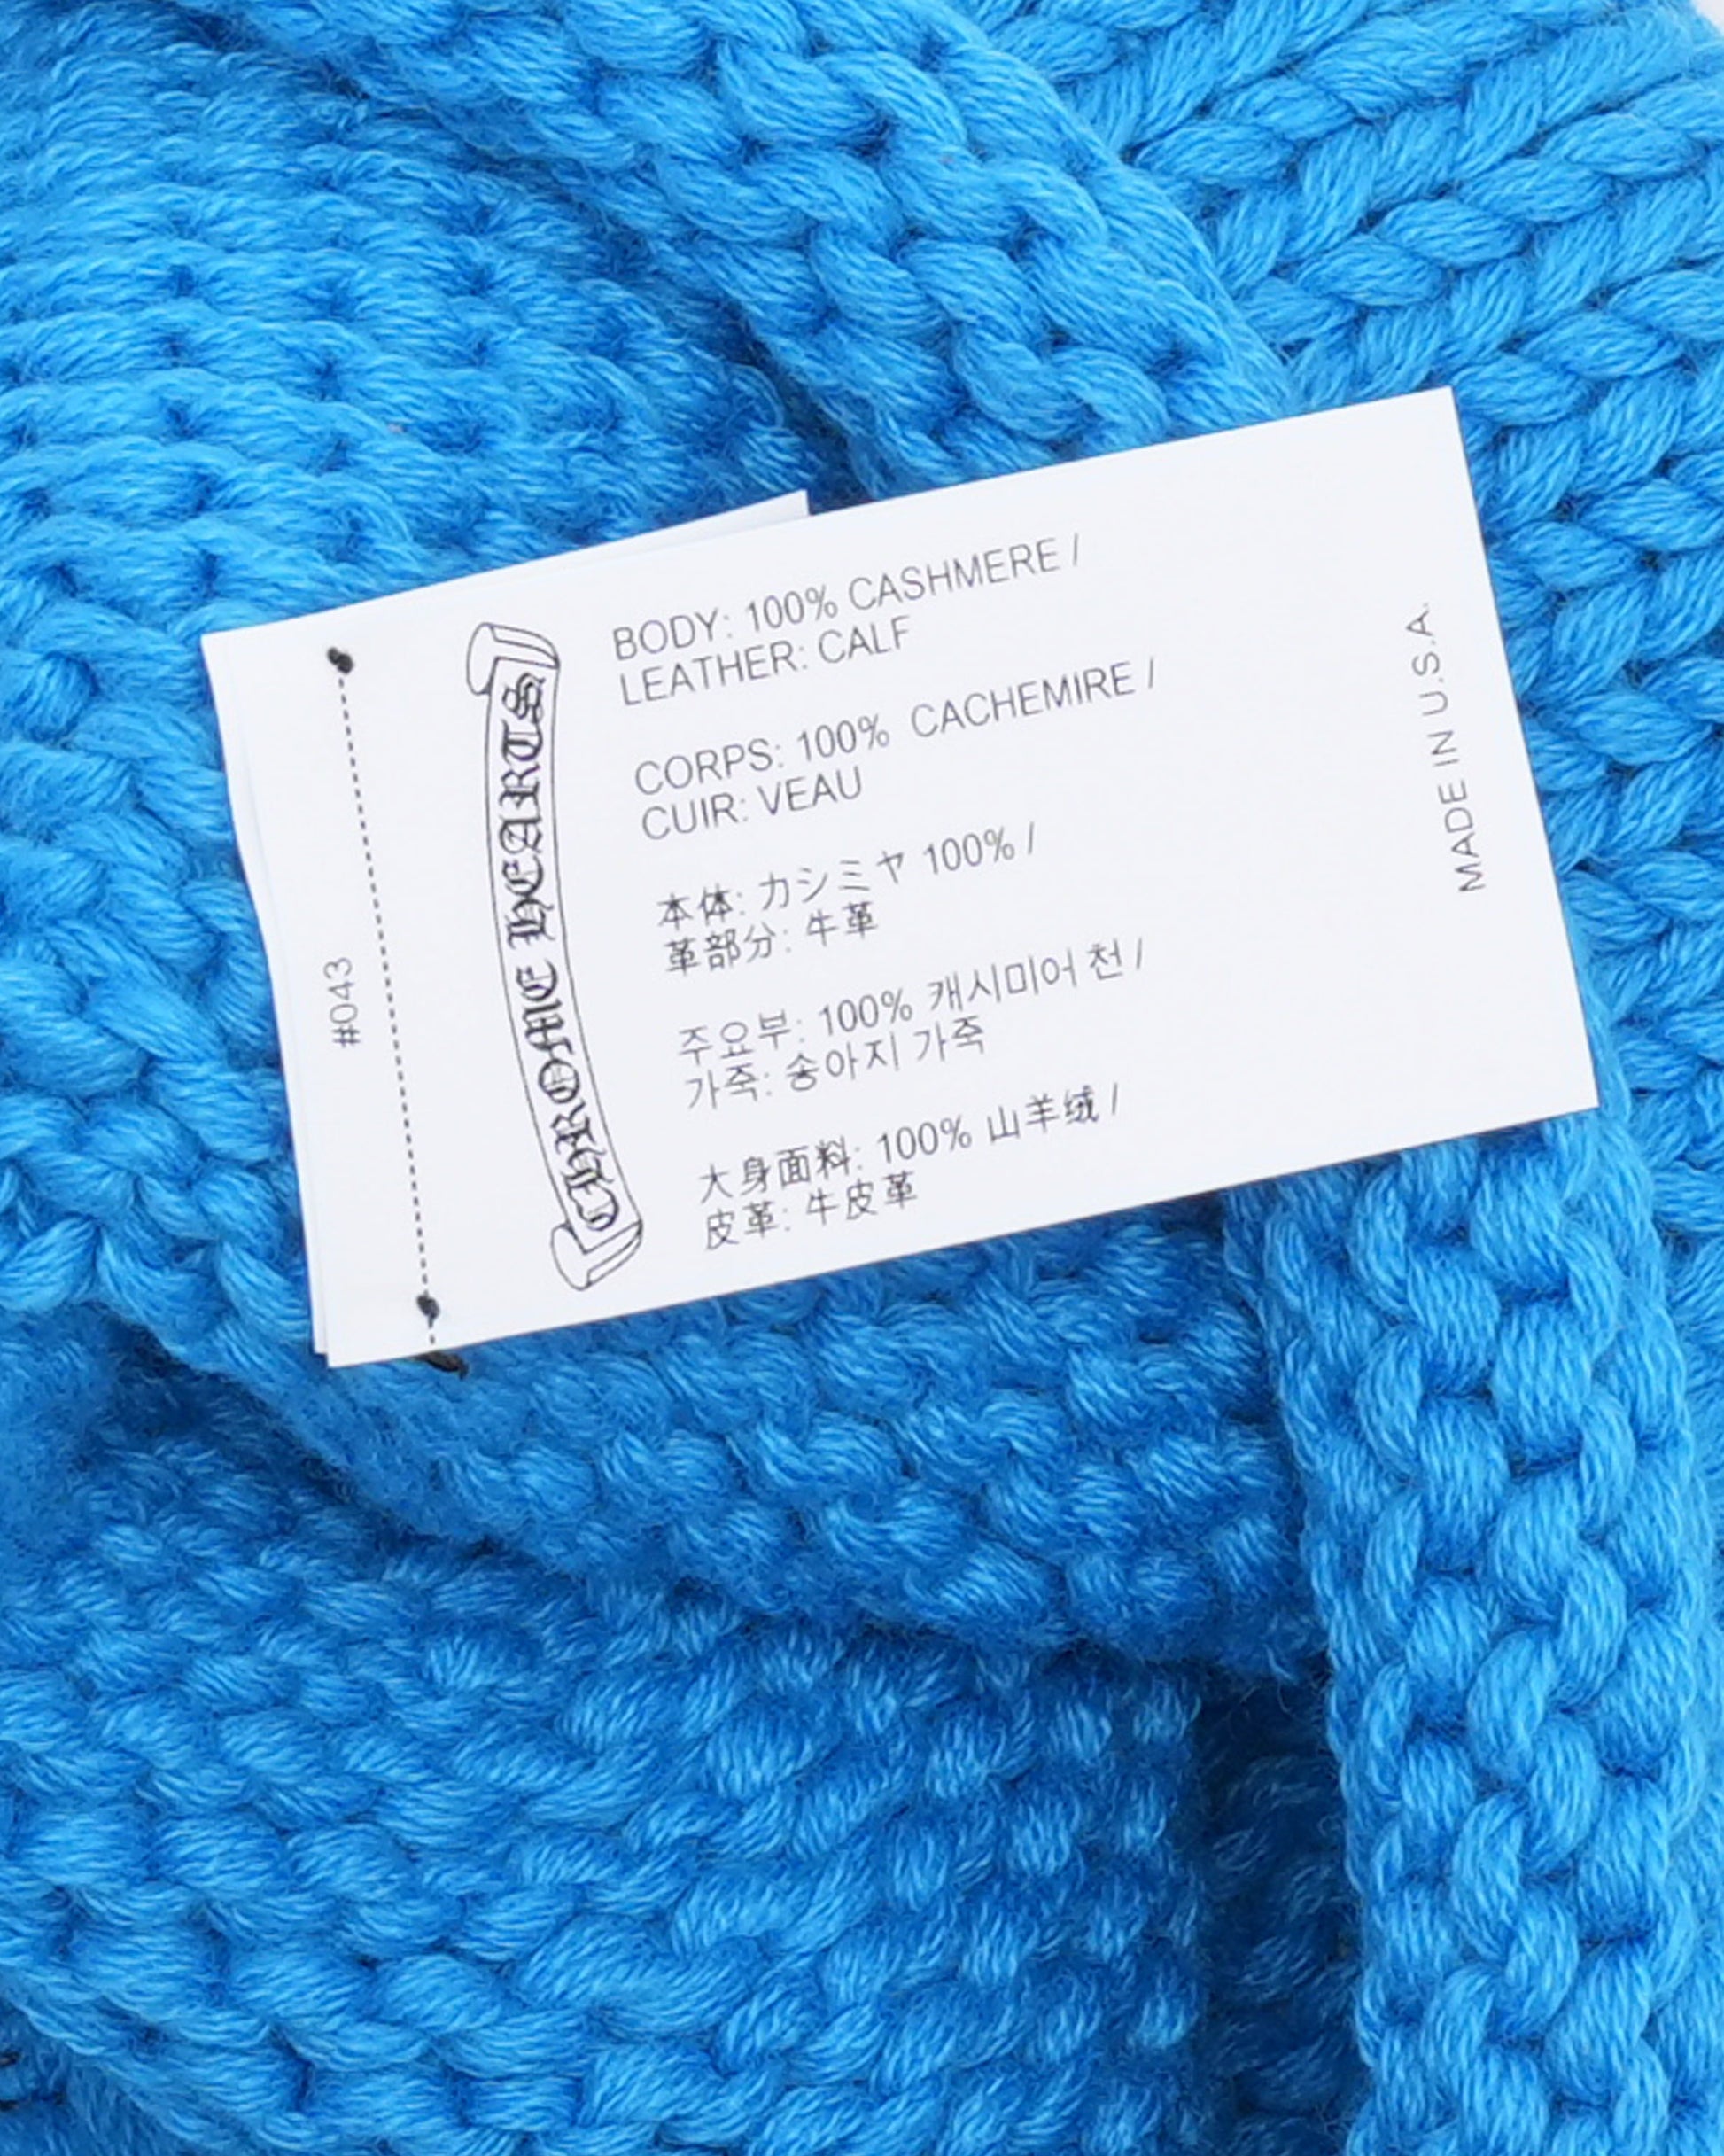 #043
CHROME HEARTS
BODY: 100% CASHMERE /
LEATHER: CALF
CORPS: 100% CACHEMIRE /
CUIR: VEAU
本体: カシミヤ 100% /
革部分: 牛革
주요부: 100% 캐시미어 천 /
가죽: 송아지 가죽
大身面料: 100% 山羊绒 /
皮革: 牛皮革
MADE IN U.S.A.